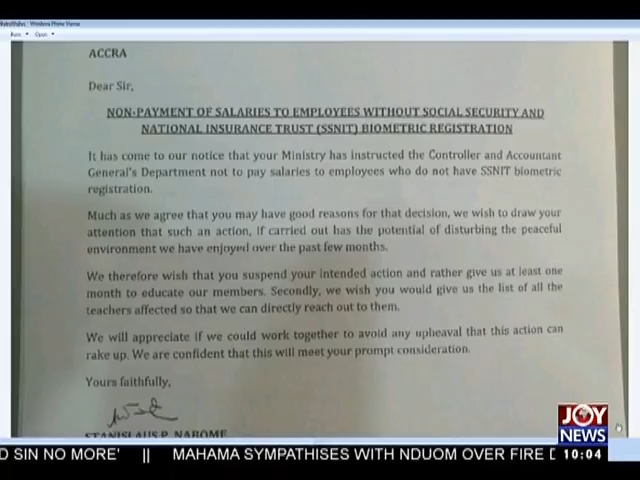 ACCRA
Dear Sir,
NON-PAYMENT OF SALARIES TO EMPLOYEES WITHOUT SOCIAL SECURITY AND
NATIONAL INSURANCE TRUST (SSNIT) BIOMETRIC REGISTRATION
It has come to our notice that your Ministry has instructed the Controller and Accountant
General's Department not to pay salaries to employees who do not have SSNIT biometric
registration.
Much as we agree that you may have good reasons for that decision, we wish to draw your
attention that such an action, if carried out has the potential of disturbing the peaceful
environment we have enjoyed over the past few months.
We therefore wish that you suspend your intended action and rather give us at least one
month to educate our members. Secondly, we wish you would give us the list of all the
teachers affected so that we can directly reach out to them.
We will appreciate if we could work together to avoid any upheaval that this action can
rake up. We are confident that this will meet your prompt consideration.
Yours faithfully,
STANISLAUS P. NABOME
JOY
NEWS
10:04
D SIN NO MORE' || MAHAMA SYMPATHISES WITH NDUOM OVER FIRE D